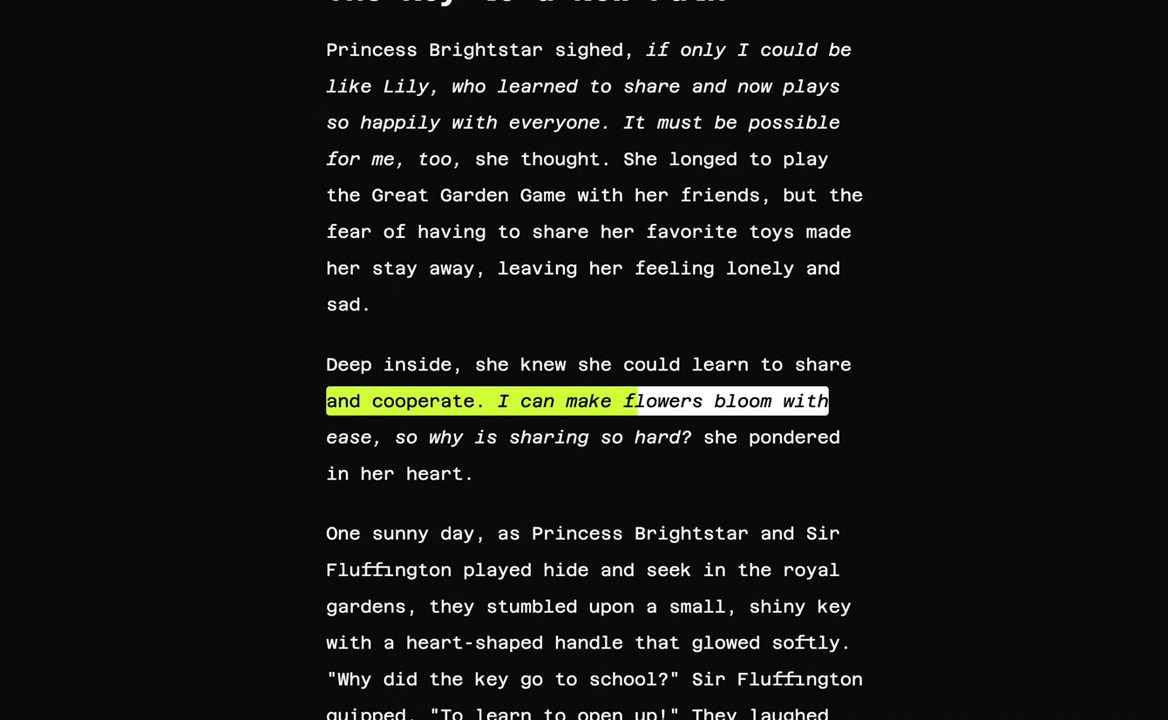 Princess Brightstar sighed, if only I could be
like Lily, who learned to share and now plays
so happily with everyone. It must be possible
for me, too, she thought. She longed to play
the Great Garden Game with her friends, but the
fear of having to share her favorite toys made
her stay away, leaving her feeling lonely and
sad.
Deep inside, she knew she could learn to share
and cooperate. I can make flowers bloom with
ease, so why is sharing so hard? she pondered
in her heart.
One sunny day, as Princess Brightstar and Sir
Fluffington played hide and seek in the royal
gardens, they stumbled upon a small, shiny key
with a heart-shaped handle that glowed softly.
"Why did the key go to school?" Sir Fluffington
quipped. "To learn to open up!" They laughed